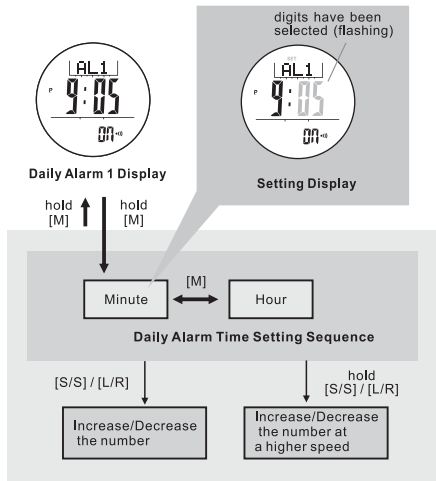 digits have been
selected (flashing)
AL1
P 9:05
ON
Daily Alarm 1 Display
SET
AL1
P 9:05
ON
Setting Display
hold
[M]
hold
[M]
Minute
[M]
Hour
Daily Alarm Time Setting Sequence
[S/S] / [L/R]
hold
[S/S] / [L/R]
Increase/Decrease
the number
Increase/Decrease
the number at
a higher speed